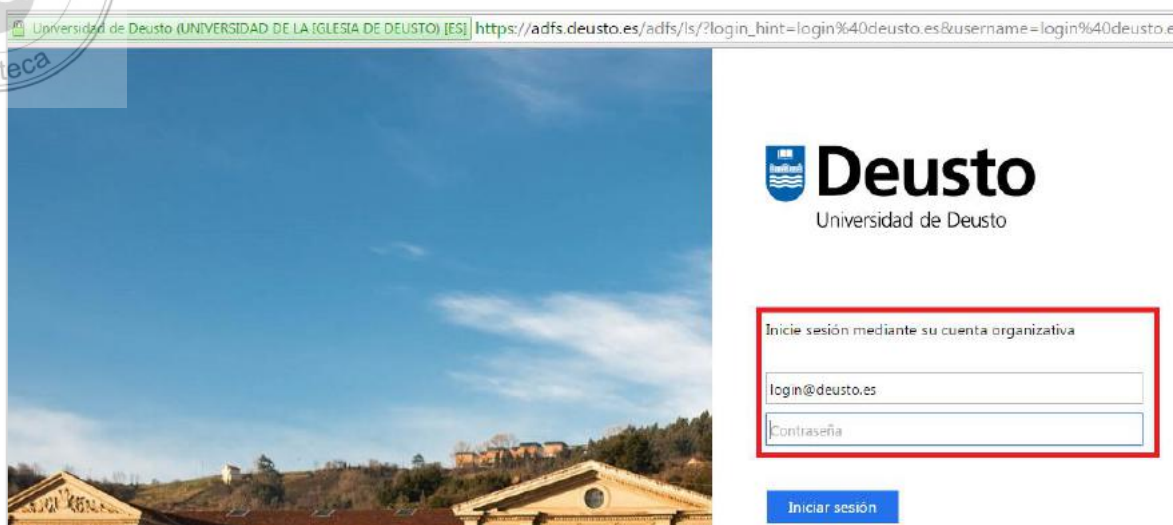 Universidad de Deusto (UNIVERSIDAD DE LA IGLESIA DE DEUSTO) [ES] https://adfs.deusto.es/adfs/ls/?login_hint=login%40deusto.es&username=login%40deusto.e
teca
Deusto
Universidad de Deusto
Inicie sesión mediante su cuenta organizativa
login@deusto.es
Contraseña
Iniciar sesión